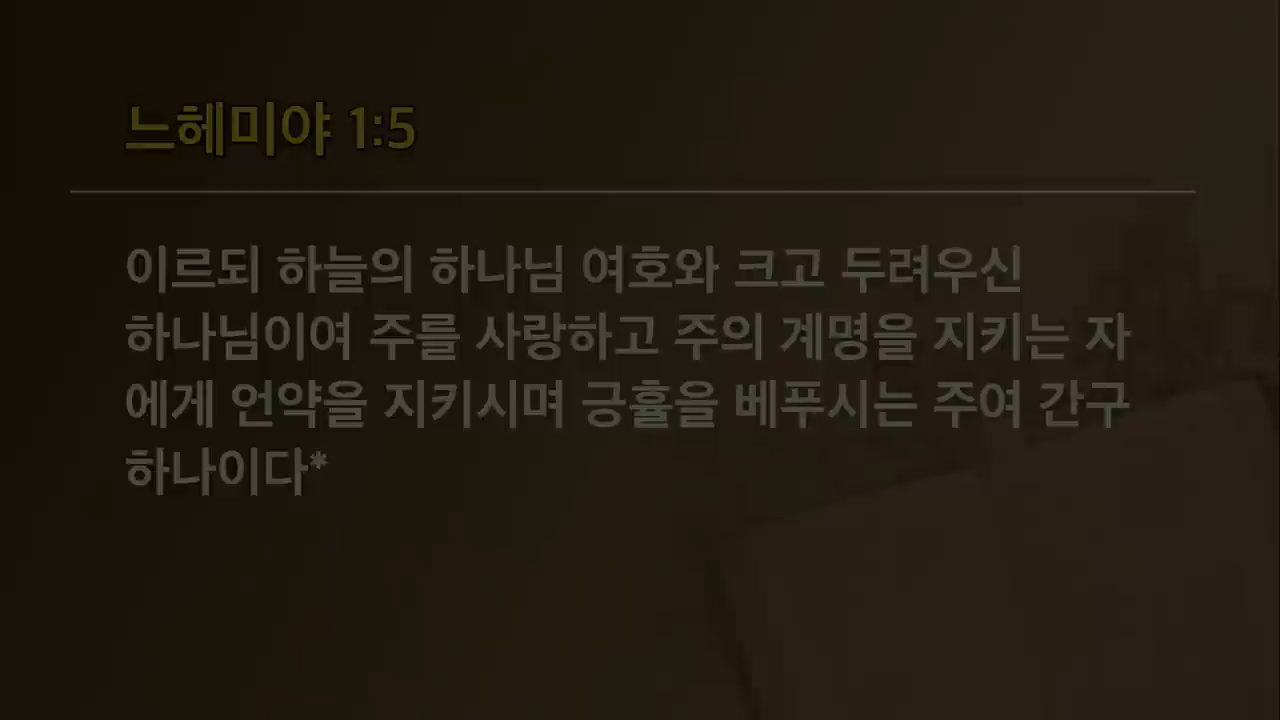 느헤미야 1:5
이르되 하늘의 하나님 여호와 크고 두려우신
하나님이여 주를 사랑하고 주의 계명을 지키는 자
에게 언약을 지키시며 긍휼을 베푸시는 주여 간구
하나이다*